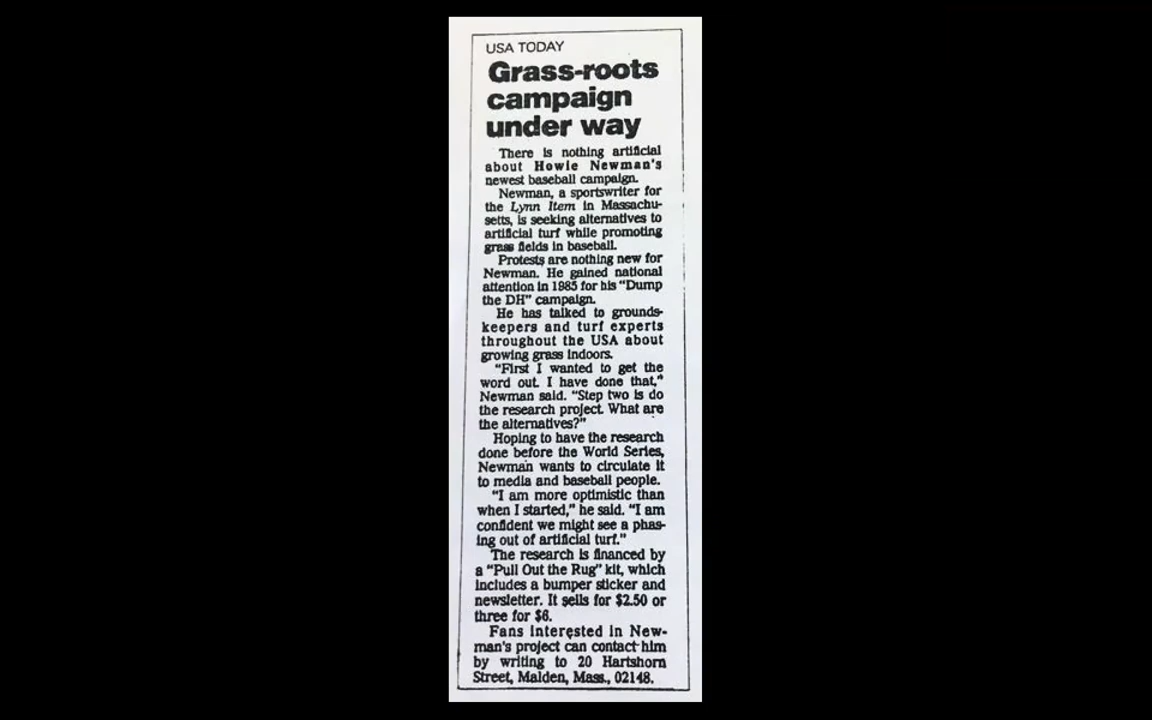 USA TODAY
Grass-roots
campaign
under way
There is nothing artificial
about Howie Newman's
newest baseball campaign.
Newman, a sportswriter for
the Lynn Item in Massachu-
setts, is seeking alternatives to
artificial turf while promoting
grass fields in baseball.
Protests are nothing new for
Newman. He gained national
attention in 1985 for his “Dump
the DH” campaign.
He has talked to grounds-
keepers and turf experts
throughout the USA about
growing grass indoors.
“First I wanted to get the
word out. I have done that,”
Newman said. “Step two is do
the research project. What are
the alternatives?”
Hoping to have the research
done before the World Series,
Newman wants to circulate it
to media and baseball people.
“I am more optimistic than
when I started,” he said. “I am
confident we might see a phas-
ing out of artificial turf.”
The research is financed by
a “Pull Out the Rug” kit, which
includes a bumper sticker and
newsletter. It sells for $2.50 or
three for $6.
Fans interested in New-
man's project can contact him
by writing to 20 Hartshorn
Street, Malden, Mass., 02148.